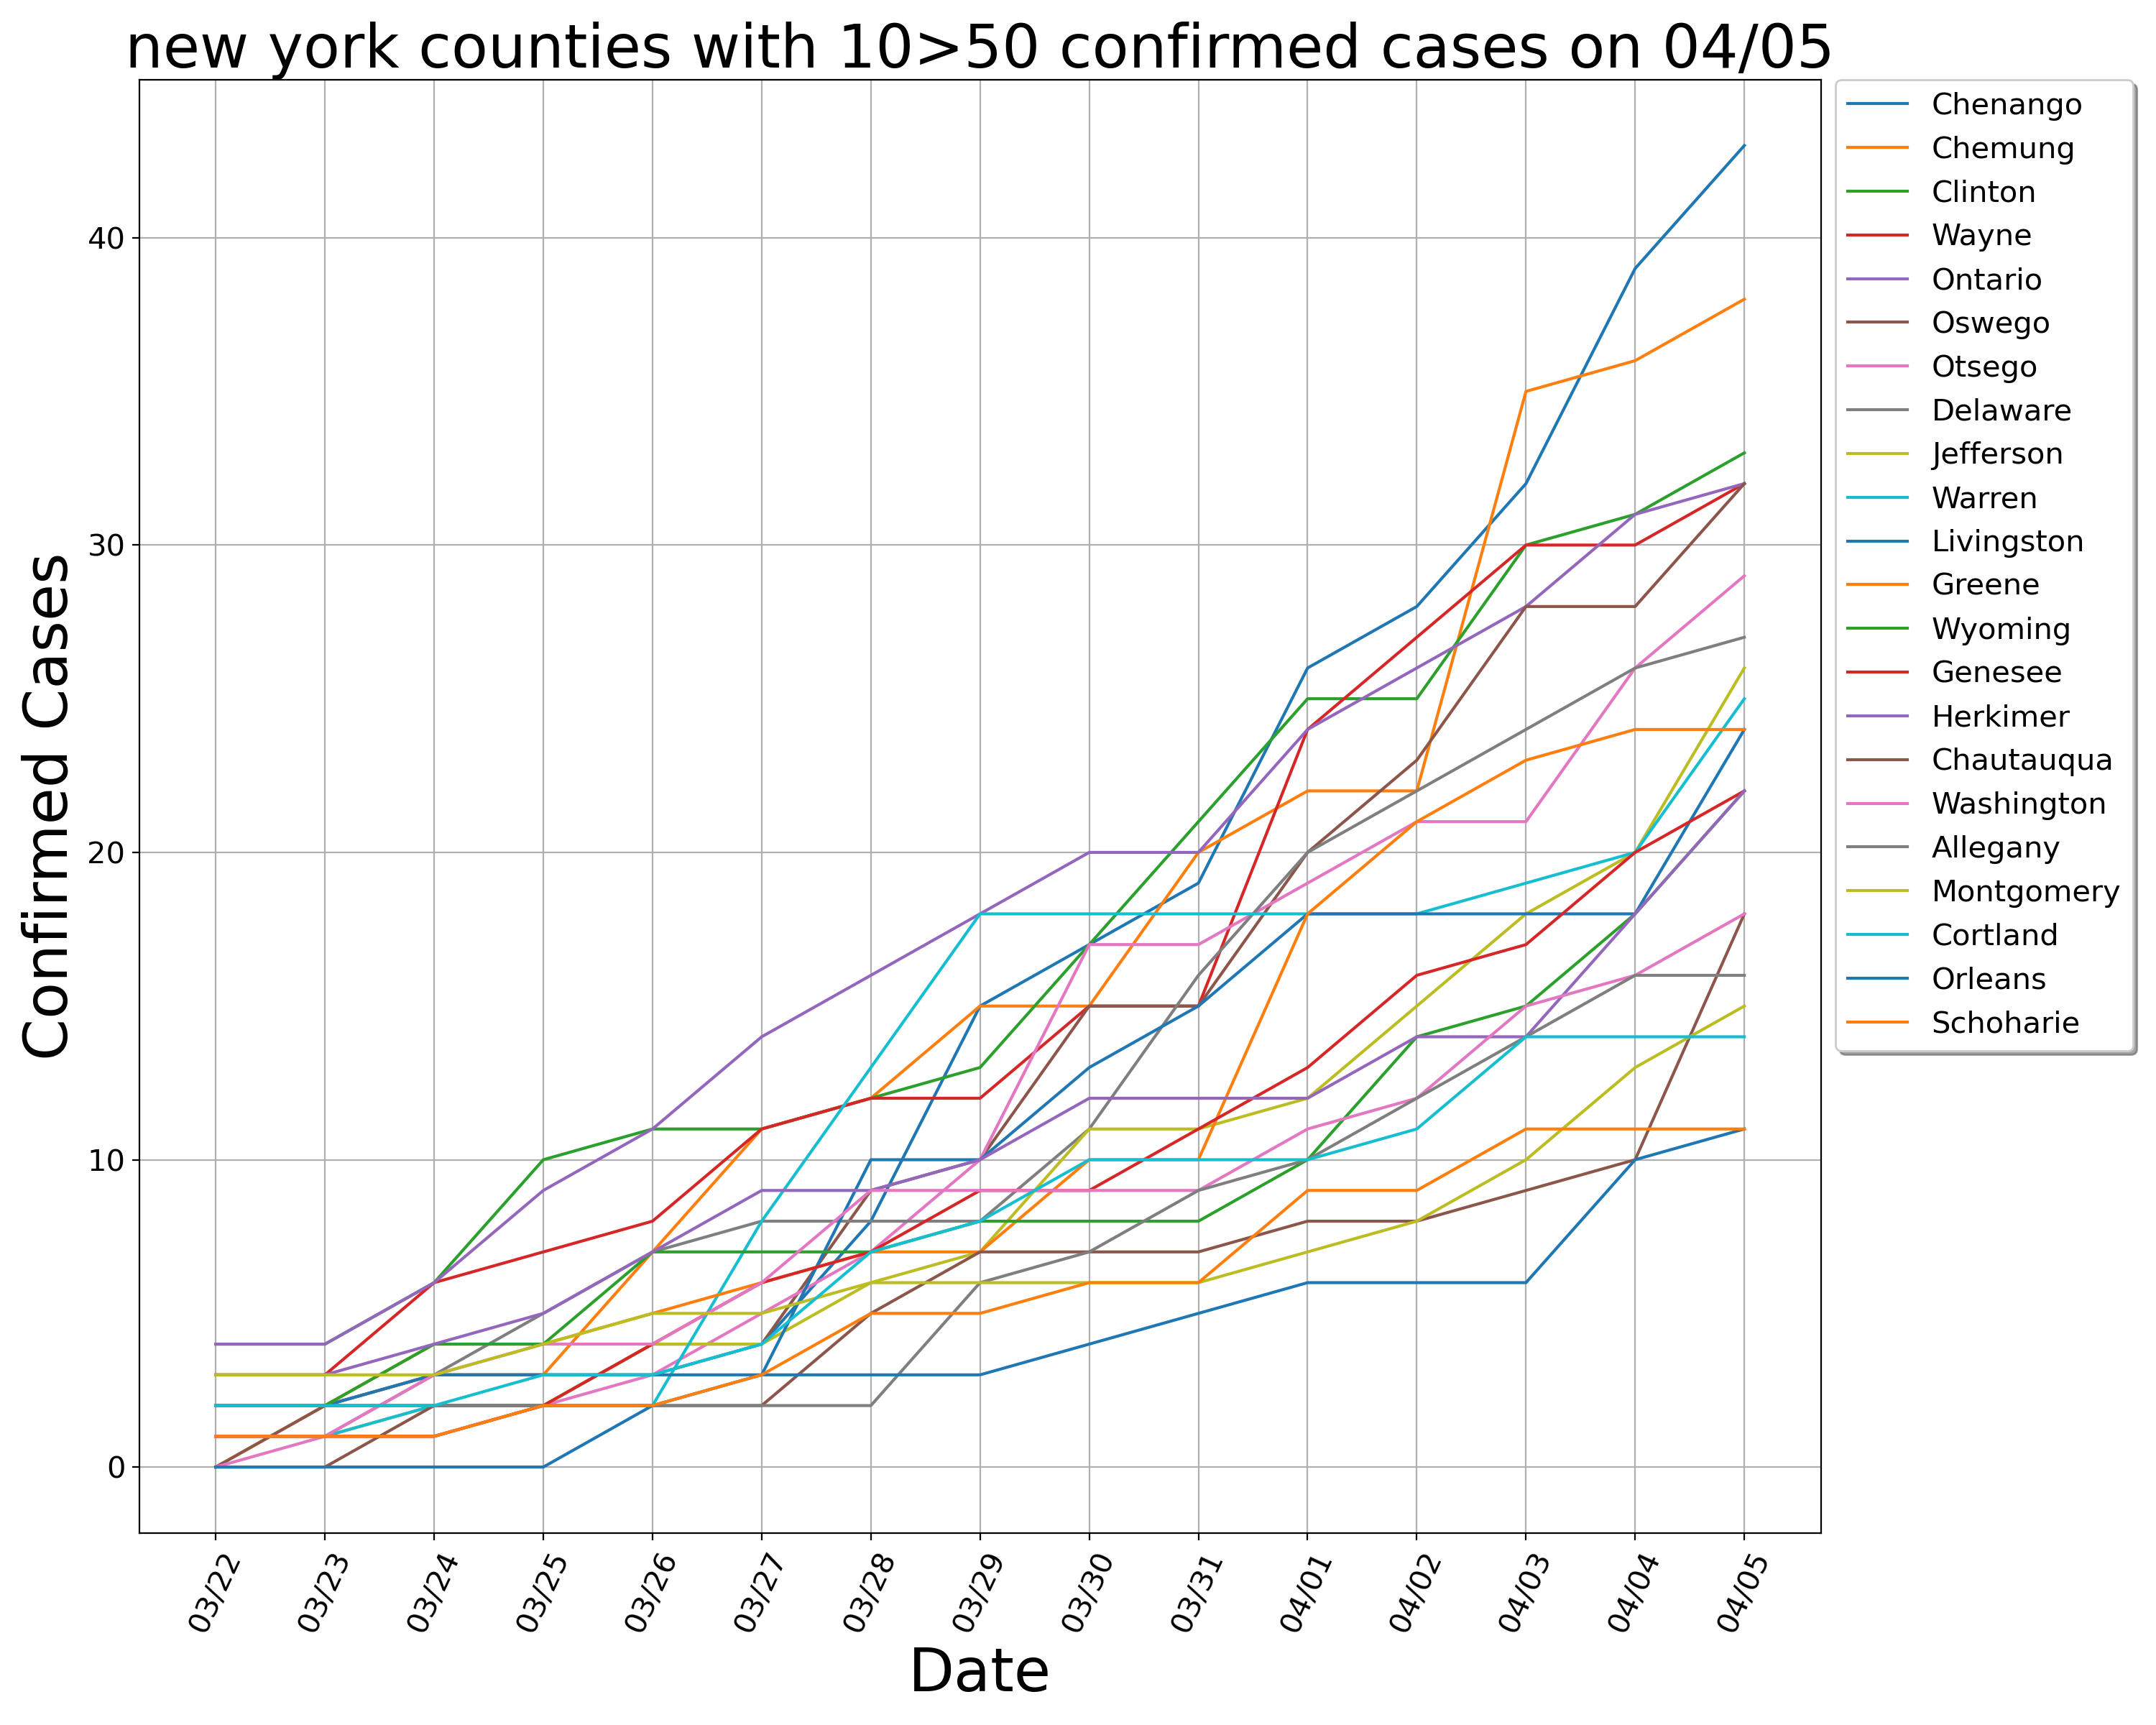 new york counties with 10>50 confirmed cases on 04/05
Confirmed Cases
40
30
20
10
0
03/22
03/23
03/24
03/25
03/26
03/27
03/28
03/29
03/30
03/31
04/01
04/02
04/03
04/04
04/05
Date
Chenango
Chemung
Clinton
Wayne
Ontario
Oswego
Otsego
Delaware
Jefferson
Warren
Livingston
Greene
Wyoming
Genesee
Herkimer
Chautauqua
Washington
Allegany
Montgomery
Cortland
Orleans
Schoharie